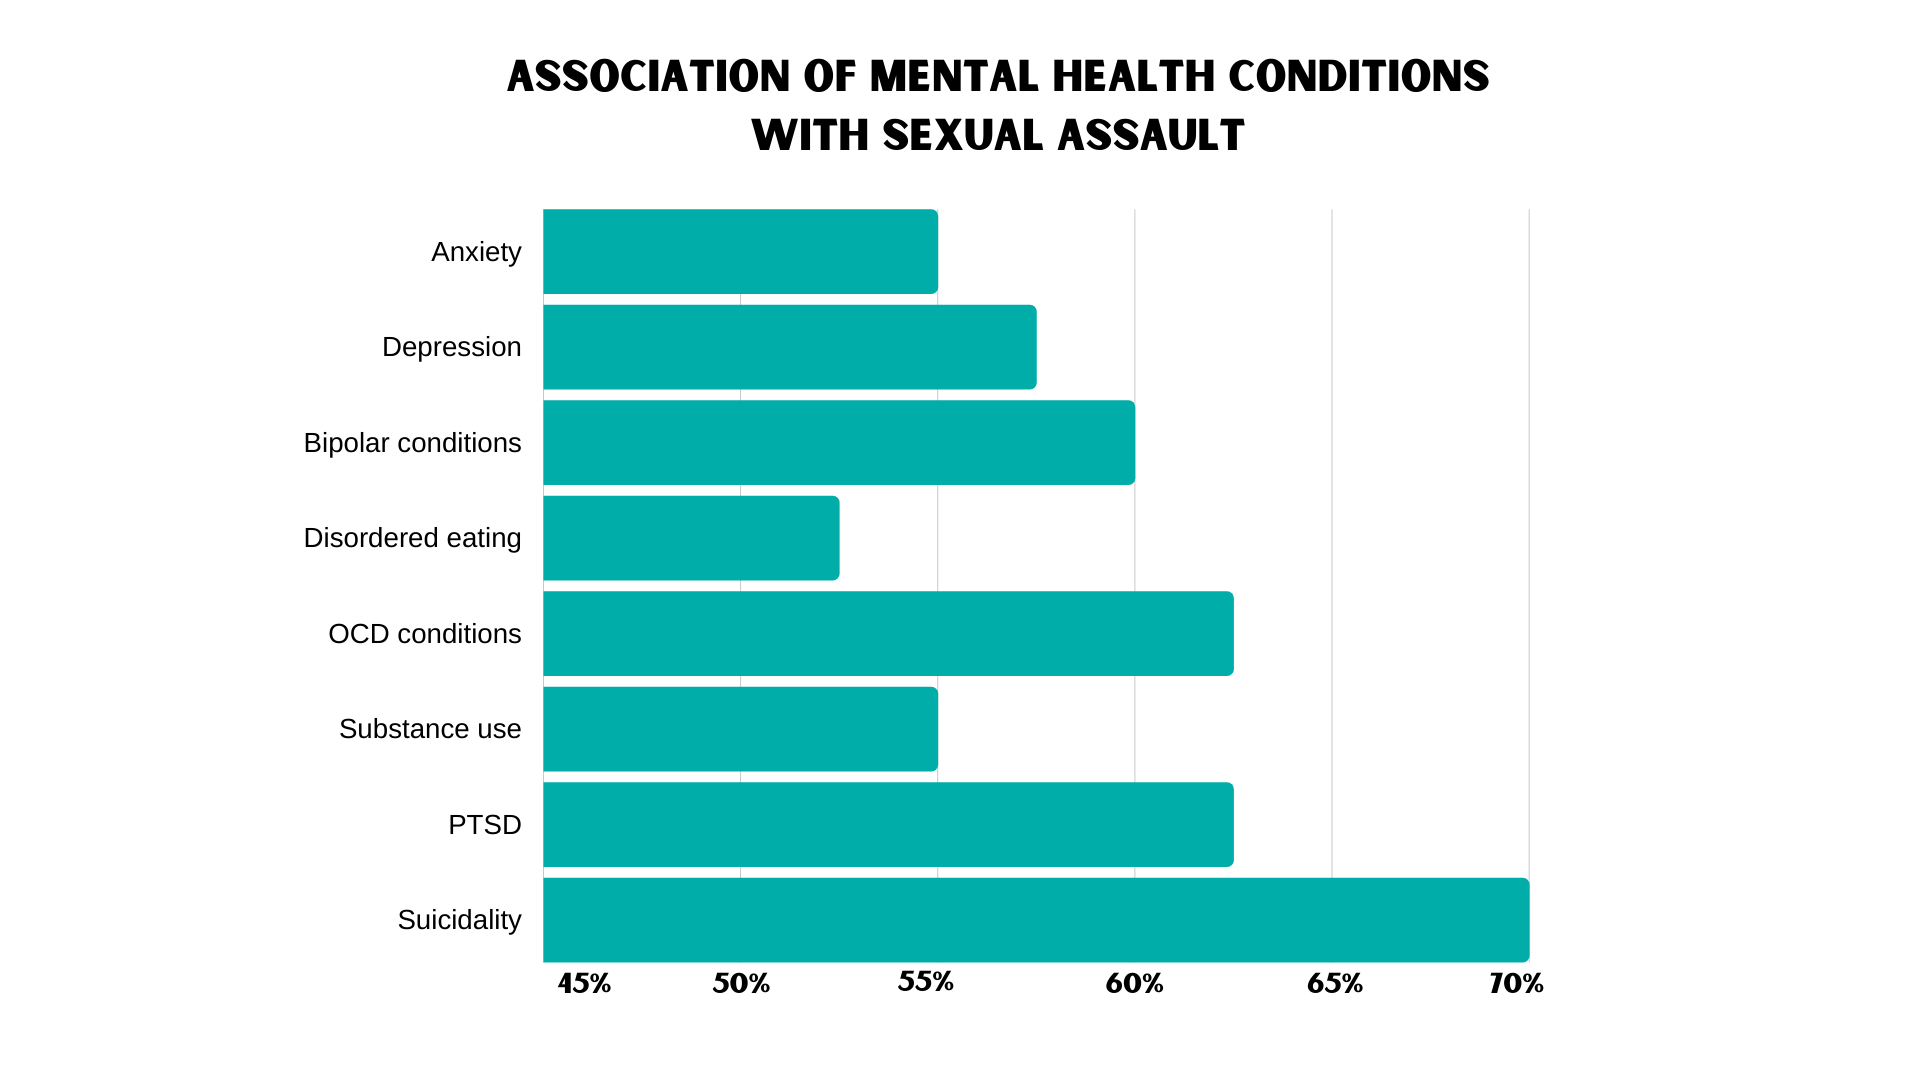 ASSOCIATION OF MENTAL HEALTH CONDITIONS
WITH SEXUAL ASSAULT
Anxiety
Depression
Bipolar conditions
Disordered eating
OCD conditions
Substance use
PTSD
Suicidality
45% 50% 55% 60% 65% 70%